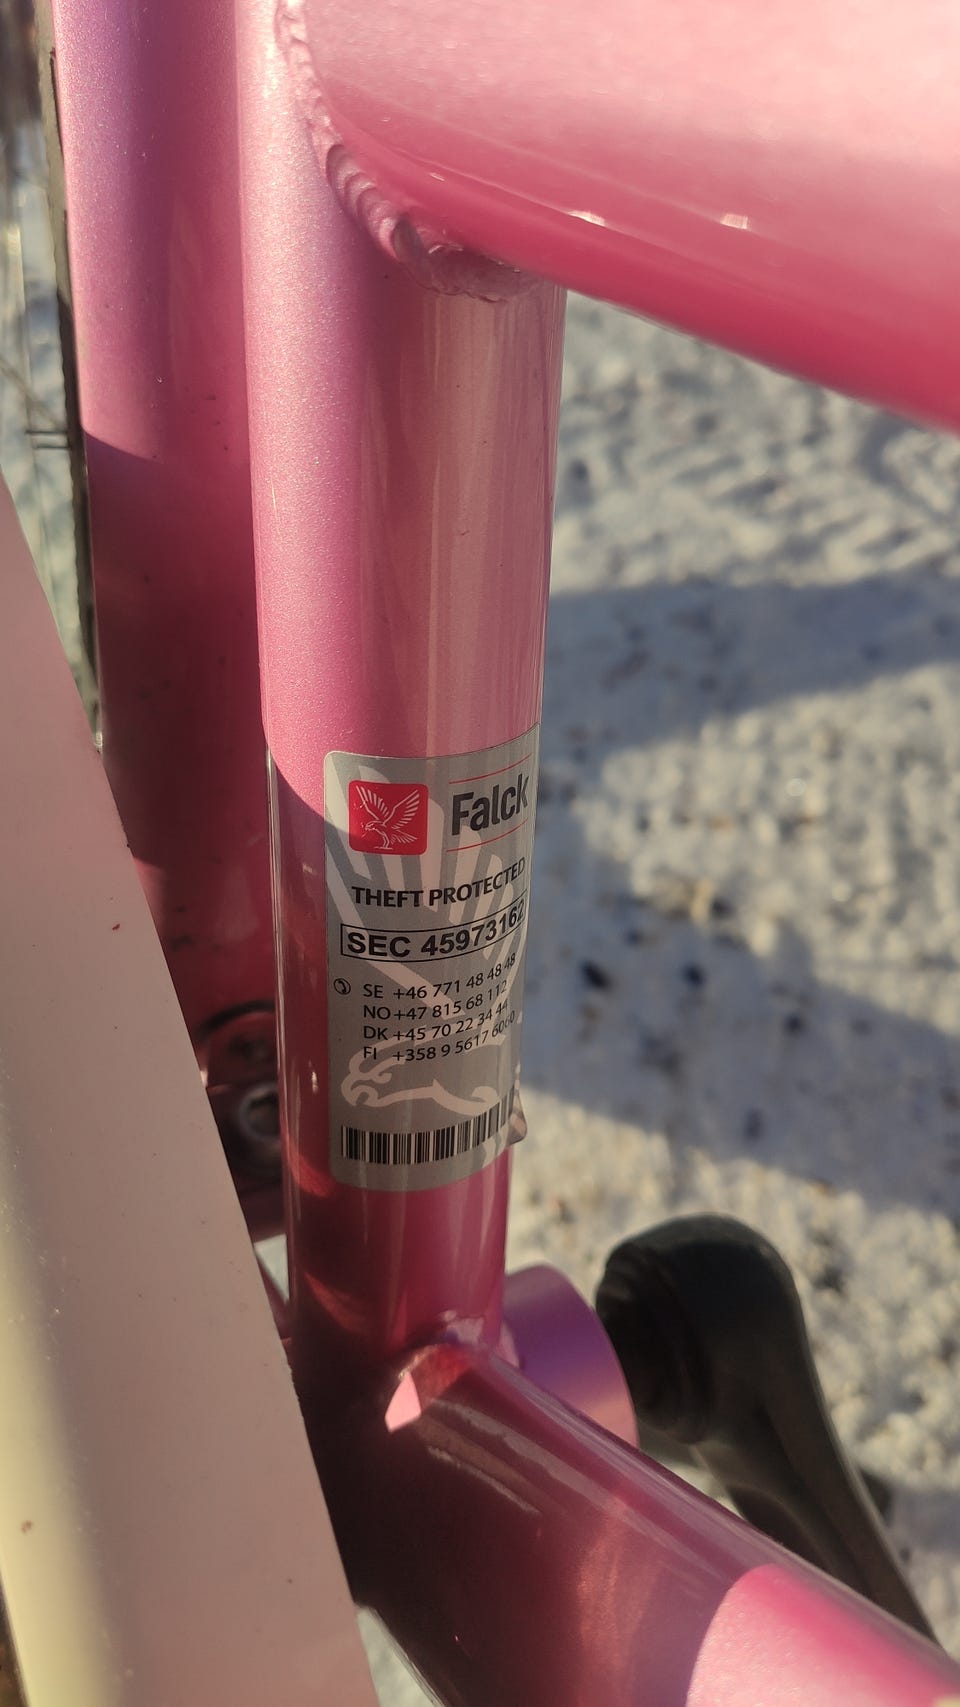 Falck
THEFT PROTECTED
SEC 45973162
SE +46 771 48 48 48
NO +47 815 68 112
DK +45 70 22 34 44
FI +358 9 5617 6060